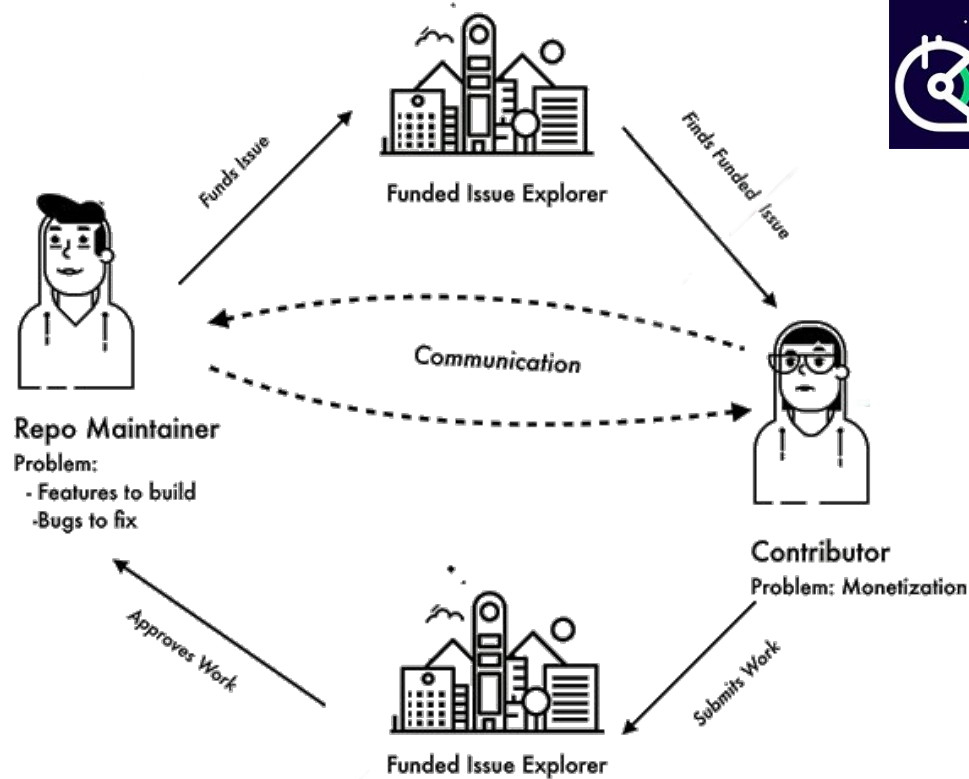 Funded Issue Explorer
Funds Issue
Finds Funded Issue
Communication
Repo Maintainer
Problem:
- Features to build
-Bugs to fix
Contributor
Problem: Monetization
Approves Work
Submits Work
Funded Issue Explorer